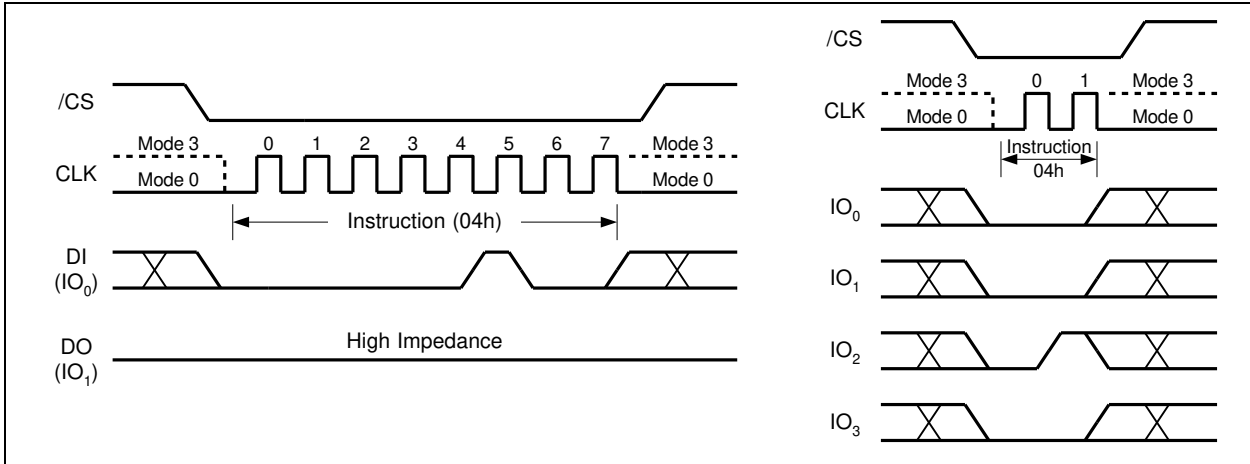 /CS
Mode 3 0 1 2 3 4 5 6 7 Mode 3
CLK
Mode 0 Mode 0
Instruction (04h)
DI
(IO0)
High Impedance
DO
(IO1)
/CS
Mode 3 0 1 Mode 3
CLK
Mode 0 Mode 0
Instruction
04h
IO0
IO1
IO2
IO3